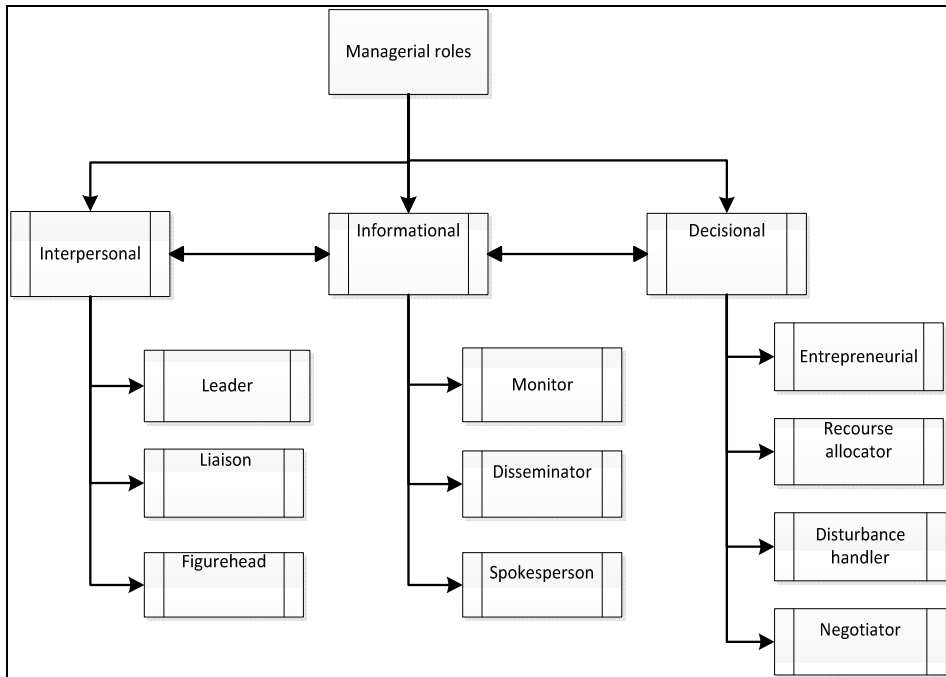 Managerial roles
Interpersonal
Informational
Decisional
Leader
Liaison
Figurehead
Monitor
Disseminator
Spokesperson
Entrepreneurial
Recourse
allocator
Disturbance
handler
Negotiator